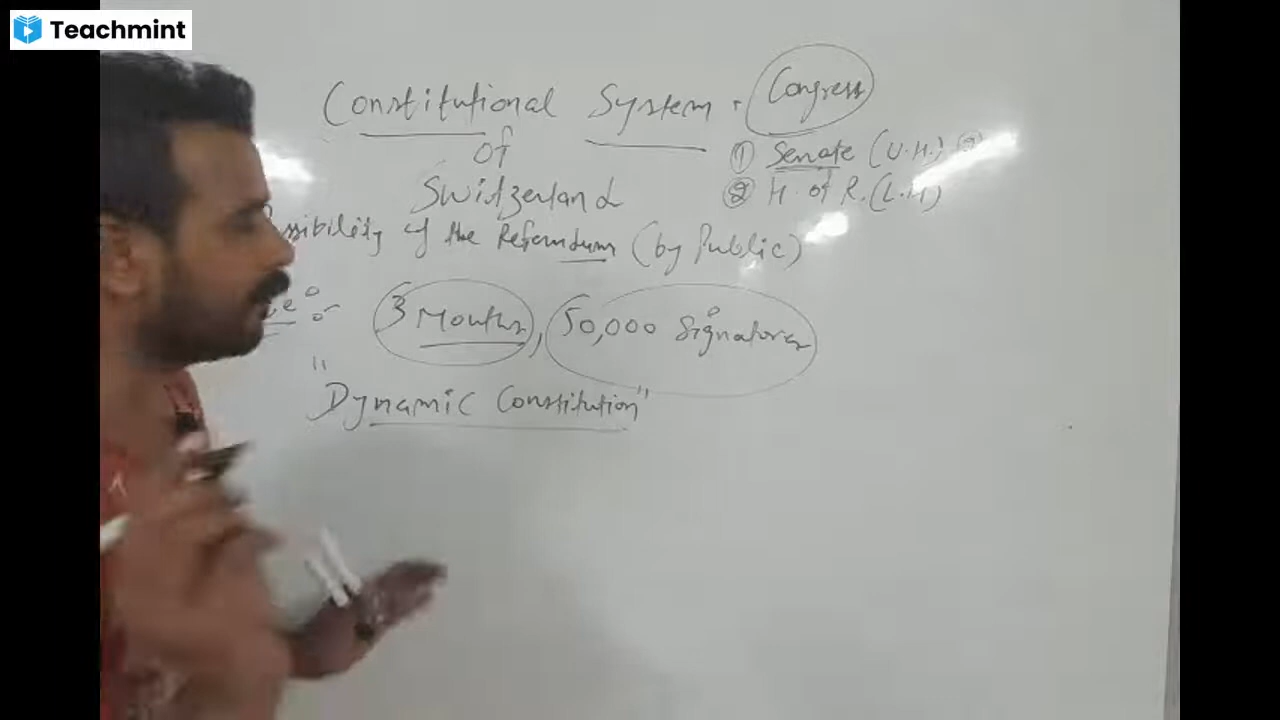 Teachmint
Constitutional System . Congress
of
① Senate (U.H.)
Switzerland
② H of R. (L.H)
ssibility of the Referendum (by Public)
3 Months, 50,000 Signatories
"Dynamic Constitution"